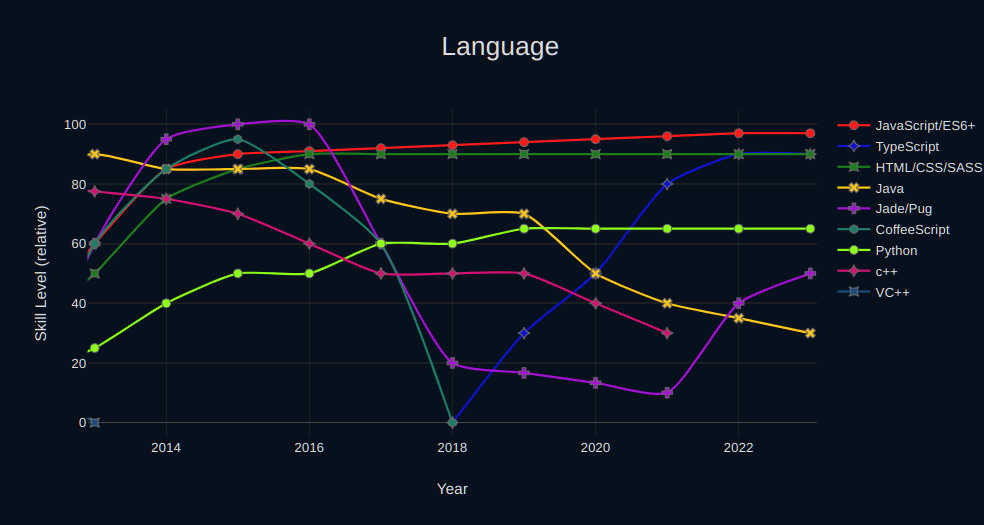 Language
100
80
60
40
20
0
Skill Level (relative)
2014
2016
2018
2020
2022
Year
JavaScript/ES6+
TypeScript
HTML/CSS/SASS
Java
Jade/Pug
CoffeeScript
Python
c++
VC++